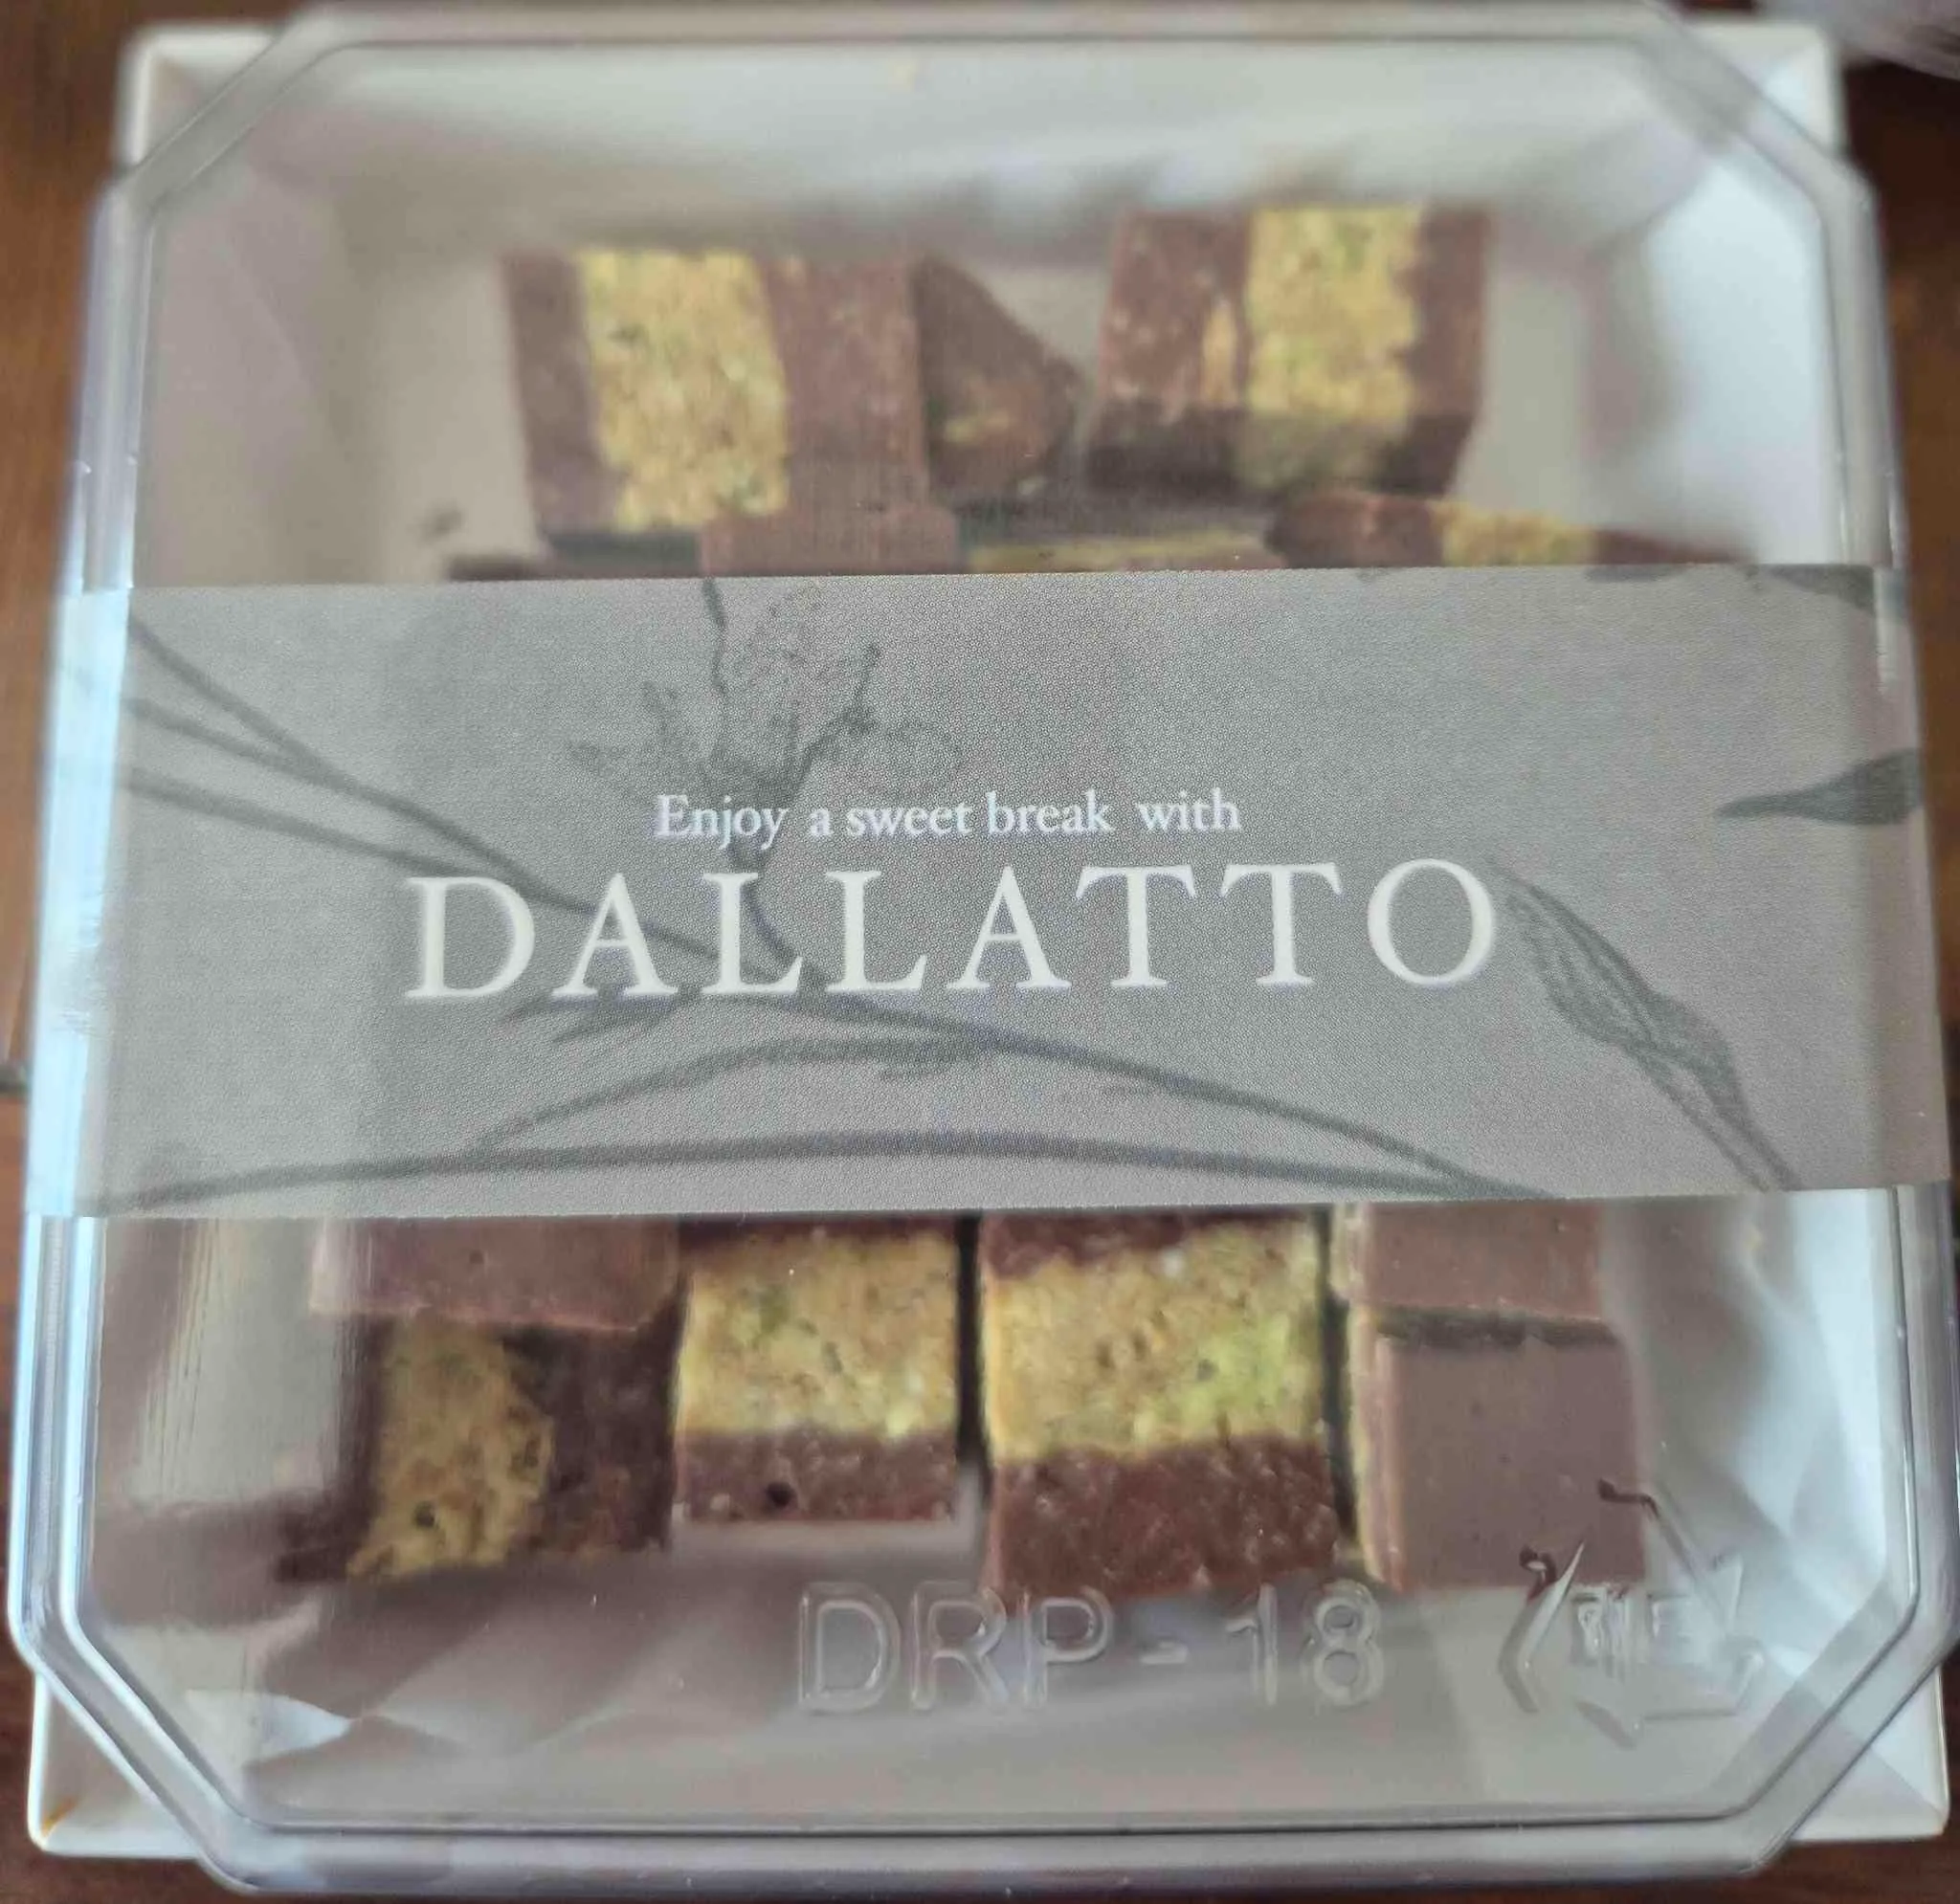 Enjoy a sweet break with
DALLATTO
DRP-18